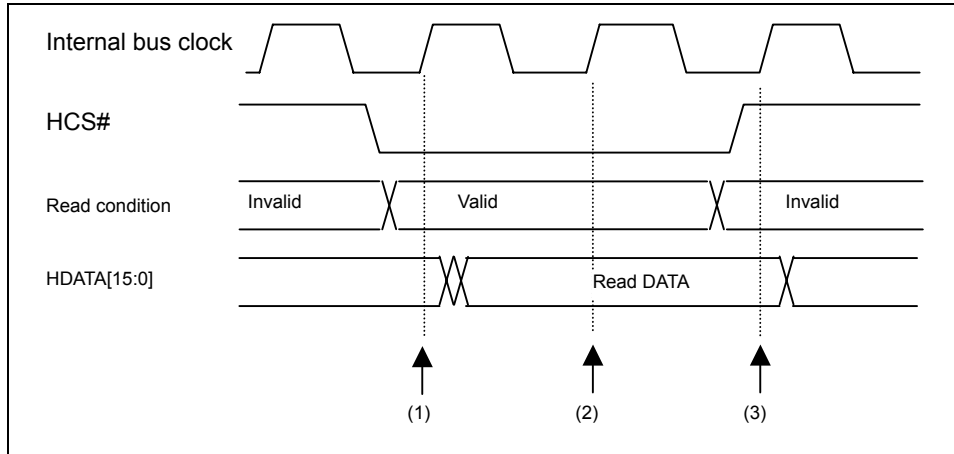 Internal bus clock
HCS#
Read condition
Invalid
Valid
Invalid
HDATA[15:0]
Read DATA
(1)
(2)
(3)